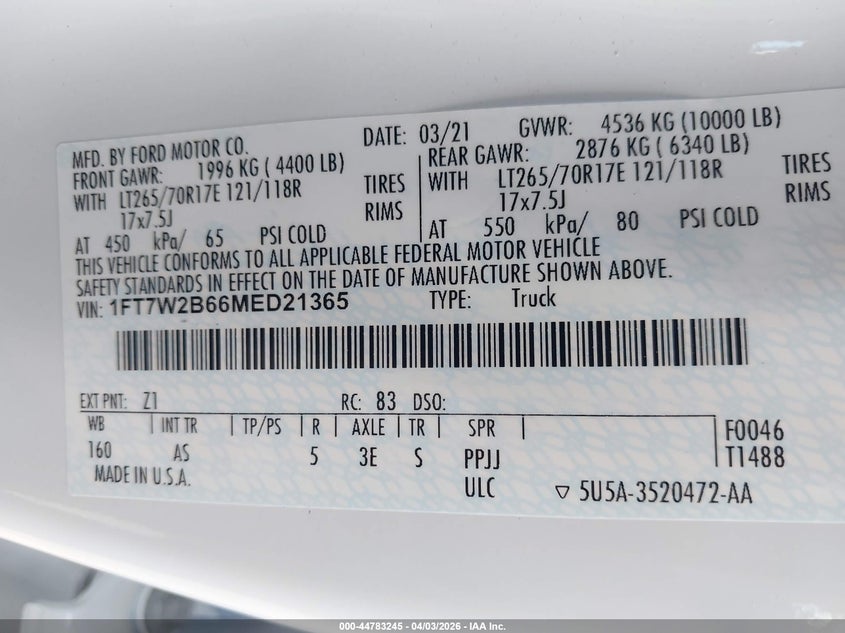 MFD. BY FORD MOTOR CO. DATE: 03/21 GVWR: 4536 KG (10000 LB)
FRONT GAWR: 1996 KG ( 4400 LB) REAR GAWR: 2876 KG ( 6340 LB)
WITH LT265/70R17E 121/118R TIRES WITH LT265/70R17E 121/118R TIRES
17x7.5J RIMS 17x7.5J RIMS
AT 450 kPa/ 65 PSI COLD AT 550 kPa/ 80 PSI COLD
THIS VEHICLE CONFORMS TO ALL APPLICABLE FEDERAL MOTOR VEHICLE
SAFETY STANDARDS IN EFFECT ON THE DATE OF MANUFACTURE SHOWN ABOVE.
VIN: 1FT7W2B66MED21365 TYPE: Truck
EXT PNT: Z1 RC: 83 DSO:
WB INT TR TP/PS R AXLE TR SPR F0046
160 AS 5 3E S PPJJ T1488
MADE IN U.S.A. ULC 5U5A-3520472-AA
000-44783245 - 04/03/2026 - IAA Inc.